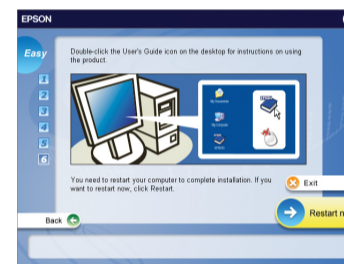 EPSON
Easy
Double-click the User's Guide icon on the desktop for instructions on using
the product.
1
2
3
4
5
6
My Documents
My Computer
EPSON
You need to restart your computer to complete installation. If you
want to restart now, click Restart.
Exit
Back
Restart n